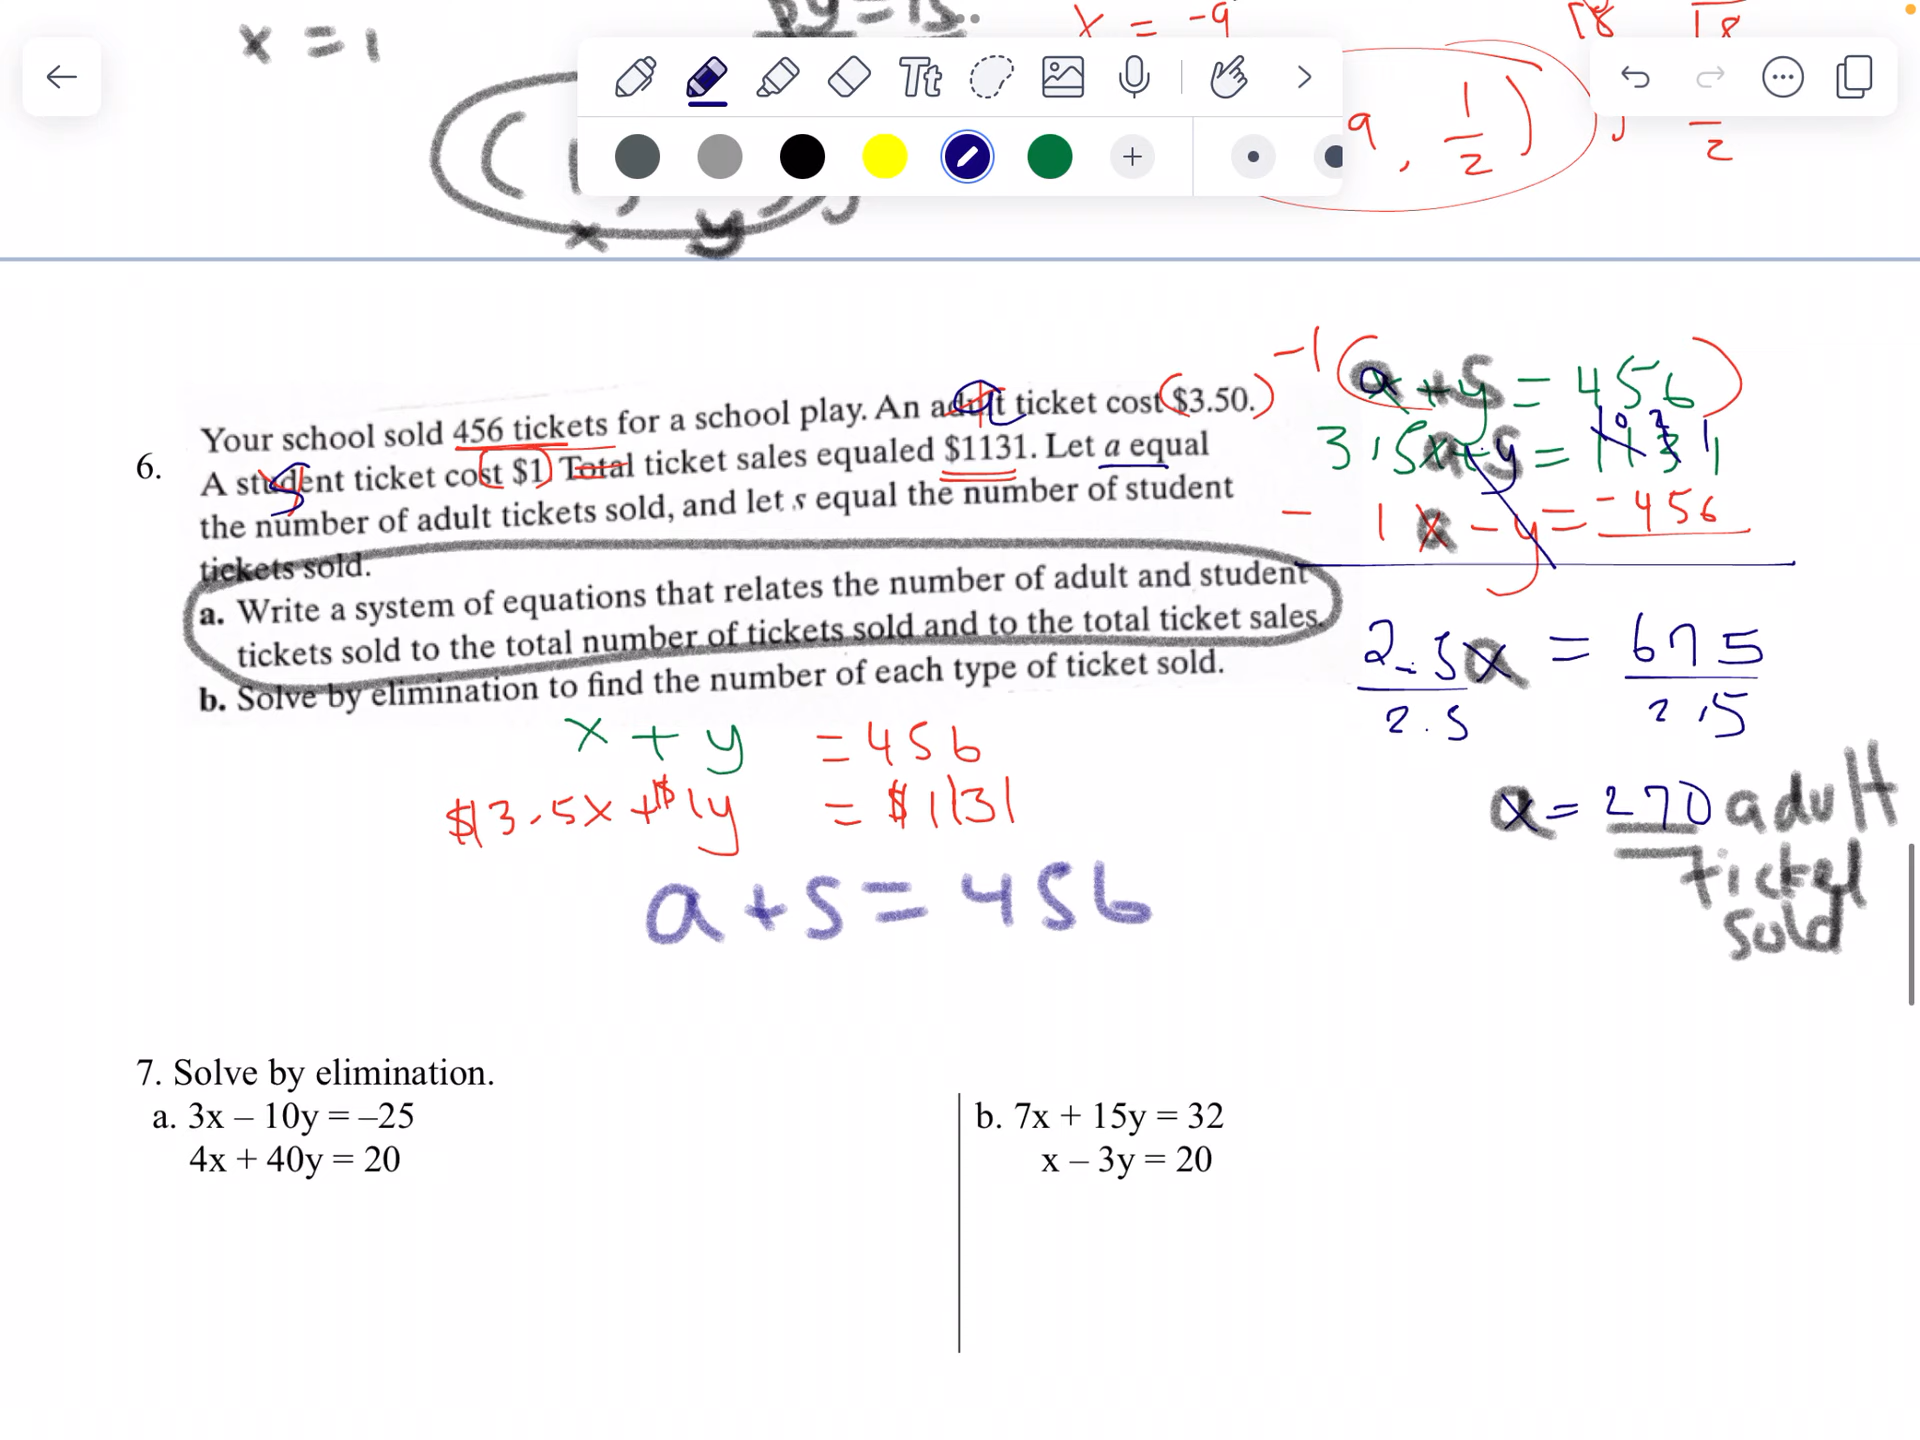 x = 1
x = -9
18
18
Tt
(
9, 1/2)
2
x y
6.
Your school sold 456 tickets for a school play. An adult ticket cost $3.50.
A student ticket cost $1. Total ticket sales equaled $1131. Let a equal
the number of adult tickets sold, and let s equal the number of student
tickets sold.
a. Write a system of equations that relates the number of adult and student
tickets sold to the total number of tickets sold and to the total ticket sales.
b. Solve by elimination to find the number of each type of ticket sold.
x + y = 456
$3.5x + $1y = $1131
a + s = 456
-1(a + s = 456)
3.5a + s = 1131
- 1a - y = -456
2.5a = 675
2.5 2.5
a = 270 adult
ticket
sold
7. Solve by elimination.
a. 3x – 10y = –25
4x + 40y = 20
b. 7x + 15y = 32
x – 3y = 20